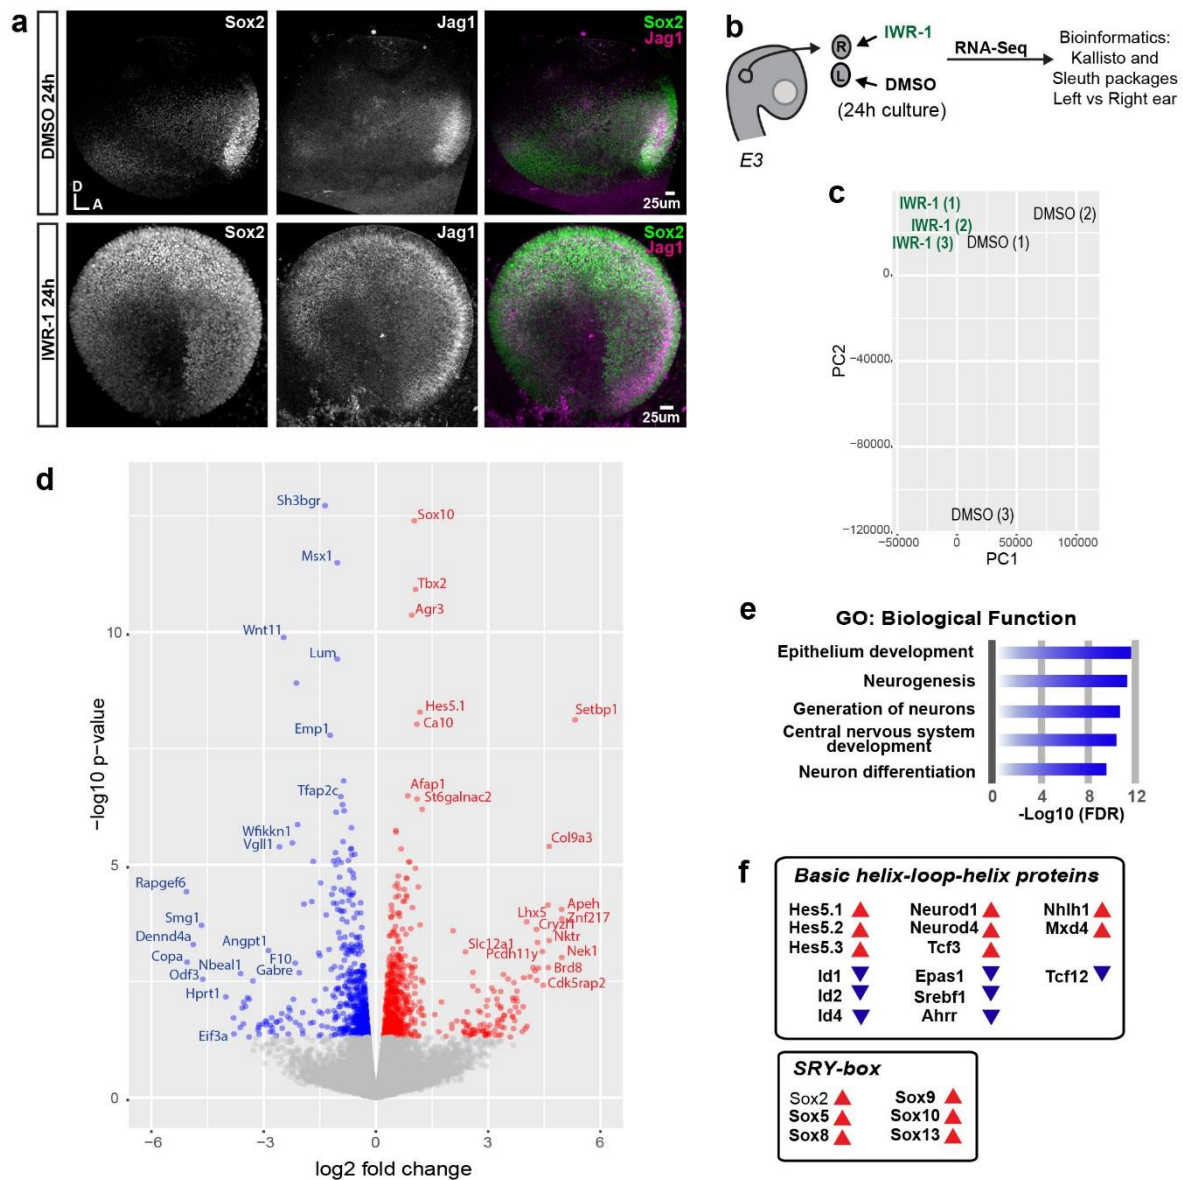 a
Sox2
Jag1
Sox2
Jag1
DMSO 24h
D
A
25um
Sox2
Jag1
Sox2
Jag1
IWR-1 24h
25um
b
R
IWR-1
L
DMSO
(24h culture)
E3
RNA-Seq
Bioinformatics:
Kallisto and
Sleuth packages
Left vs Right ear
c
IWR-1 (1)
DMSO (2)
IWR-1 (2)
IWR-1 (3)
DMSO (1)
DMSO (3)
0
−40000
−80000
−120000
PC2
−50000 0 50000 100000
PC1
d
Sh3bgr
Sox10
Msx1
Tbx2
Agr3
Wnt11
Lum
Hes5.1
Ca10
Setbp1
Emp1
Afap1
Tfap2c
St6galnac2
Wfikkn1
Vgll1
Col9a3
Rapgef6
Smg1
Dennd4a
Angpt1
Copa
Nbeal1
F10
Odf3
Gabre
Hprt1
Eif3a
Apeh
Lhx5
Znf217
Cryzl1
Nktr
Slc12a1
Pcdh11y
Nek1
Brd8
Cdk5rap2
10
5
0
−log10 p−value
−6 −3 0 3 6
log2 fold change
e
GO: Biological Function
Epithelium development
Neurogenesis
Generation of neurons
Central nervous system
development
Neuron differentiation
0 4 8 12
-Log10 (FDR)
f
Basic helix-loop-helix proteins
Hes5.1 Neurod1 Nhlh1
Hes5.2 Neurod4 Mxd4
Hes5.3 Tcf3
Id1 Epas1 Tcf12
Id2 Srebf1
Id4 Ahrr
SRY-box
Sox2 Sox9
Sox5 Sox10
Sox8 Sox13